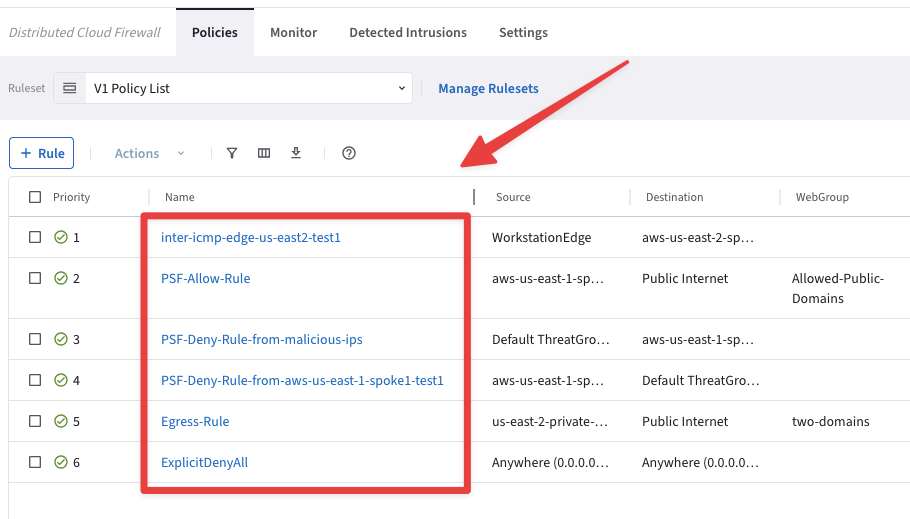 Distributed Cloud Firewall Policies Monitor Detected Intrusions Settings
Ruleset V1 Policy List Manage Rulesets
+ Rule Actions
Priority Name Source Destination WebGroup
1 inter-icmp-edge-us-east2-test1 WorkstationEdge aws-us-east-2-sp…
2 PSF-Allow-Rule aws-us-east-1-sp… Public Internet Allowed-Public-
Domains
3 PSF-Deny-Rule-from-malicious-ips Default ThreatGro… aws-us-east-1-sp…
4 PSF-Deny-Rule-from-aws-us-east-1-spoke1-test1 aws-us-east-1-sp… Default ThreatGro…
5 Egress-Rule us-east-2-private-… Public Internet two-domains
6 ExplicitDenyAll Anywhere (0.0.0.0… Anywhere (0.0.0.0…